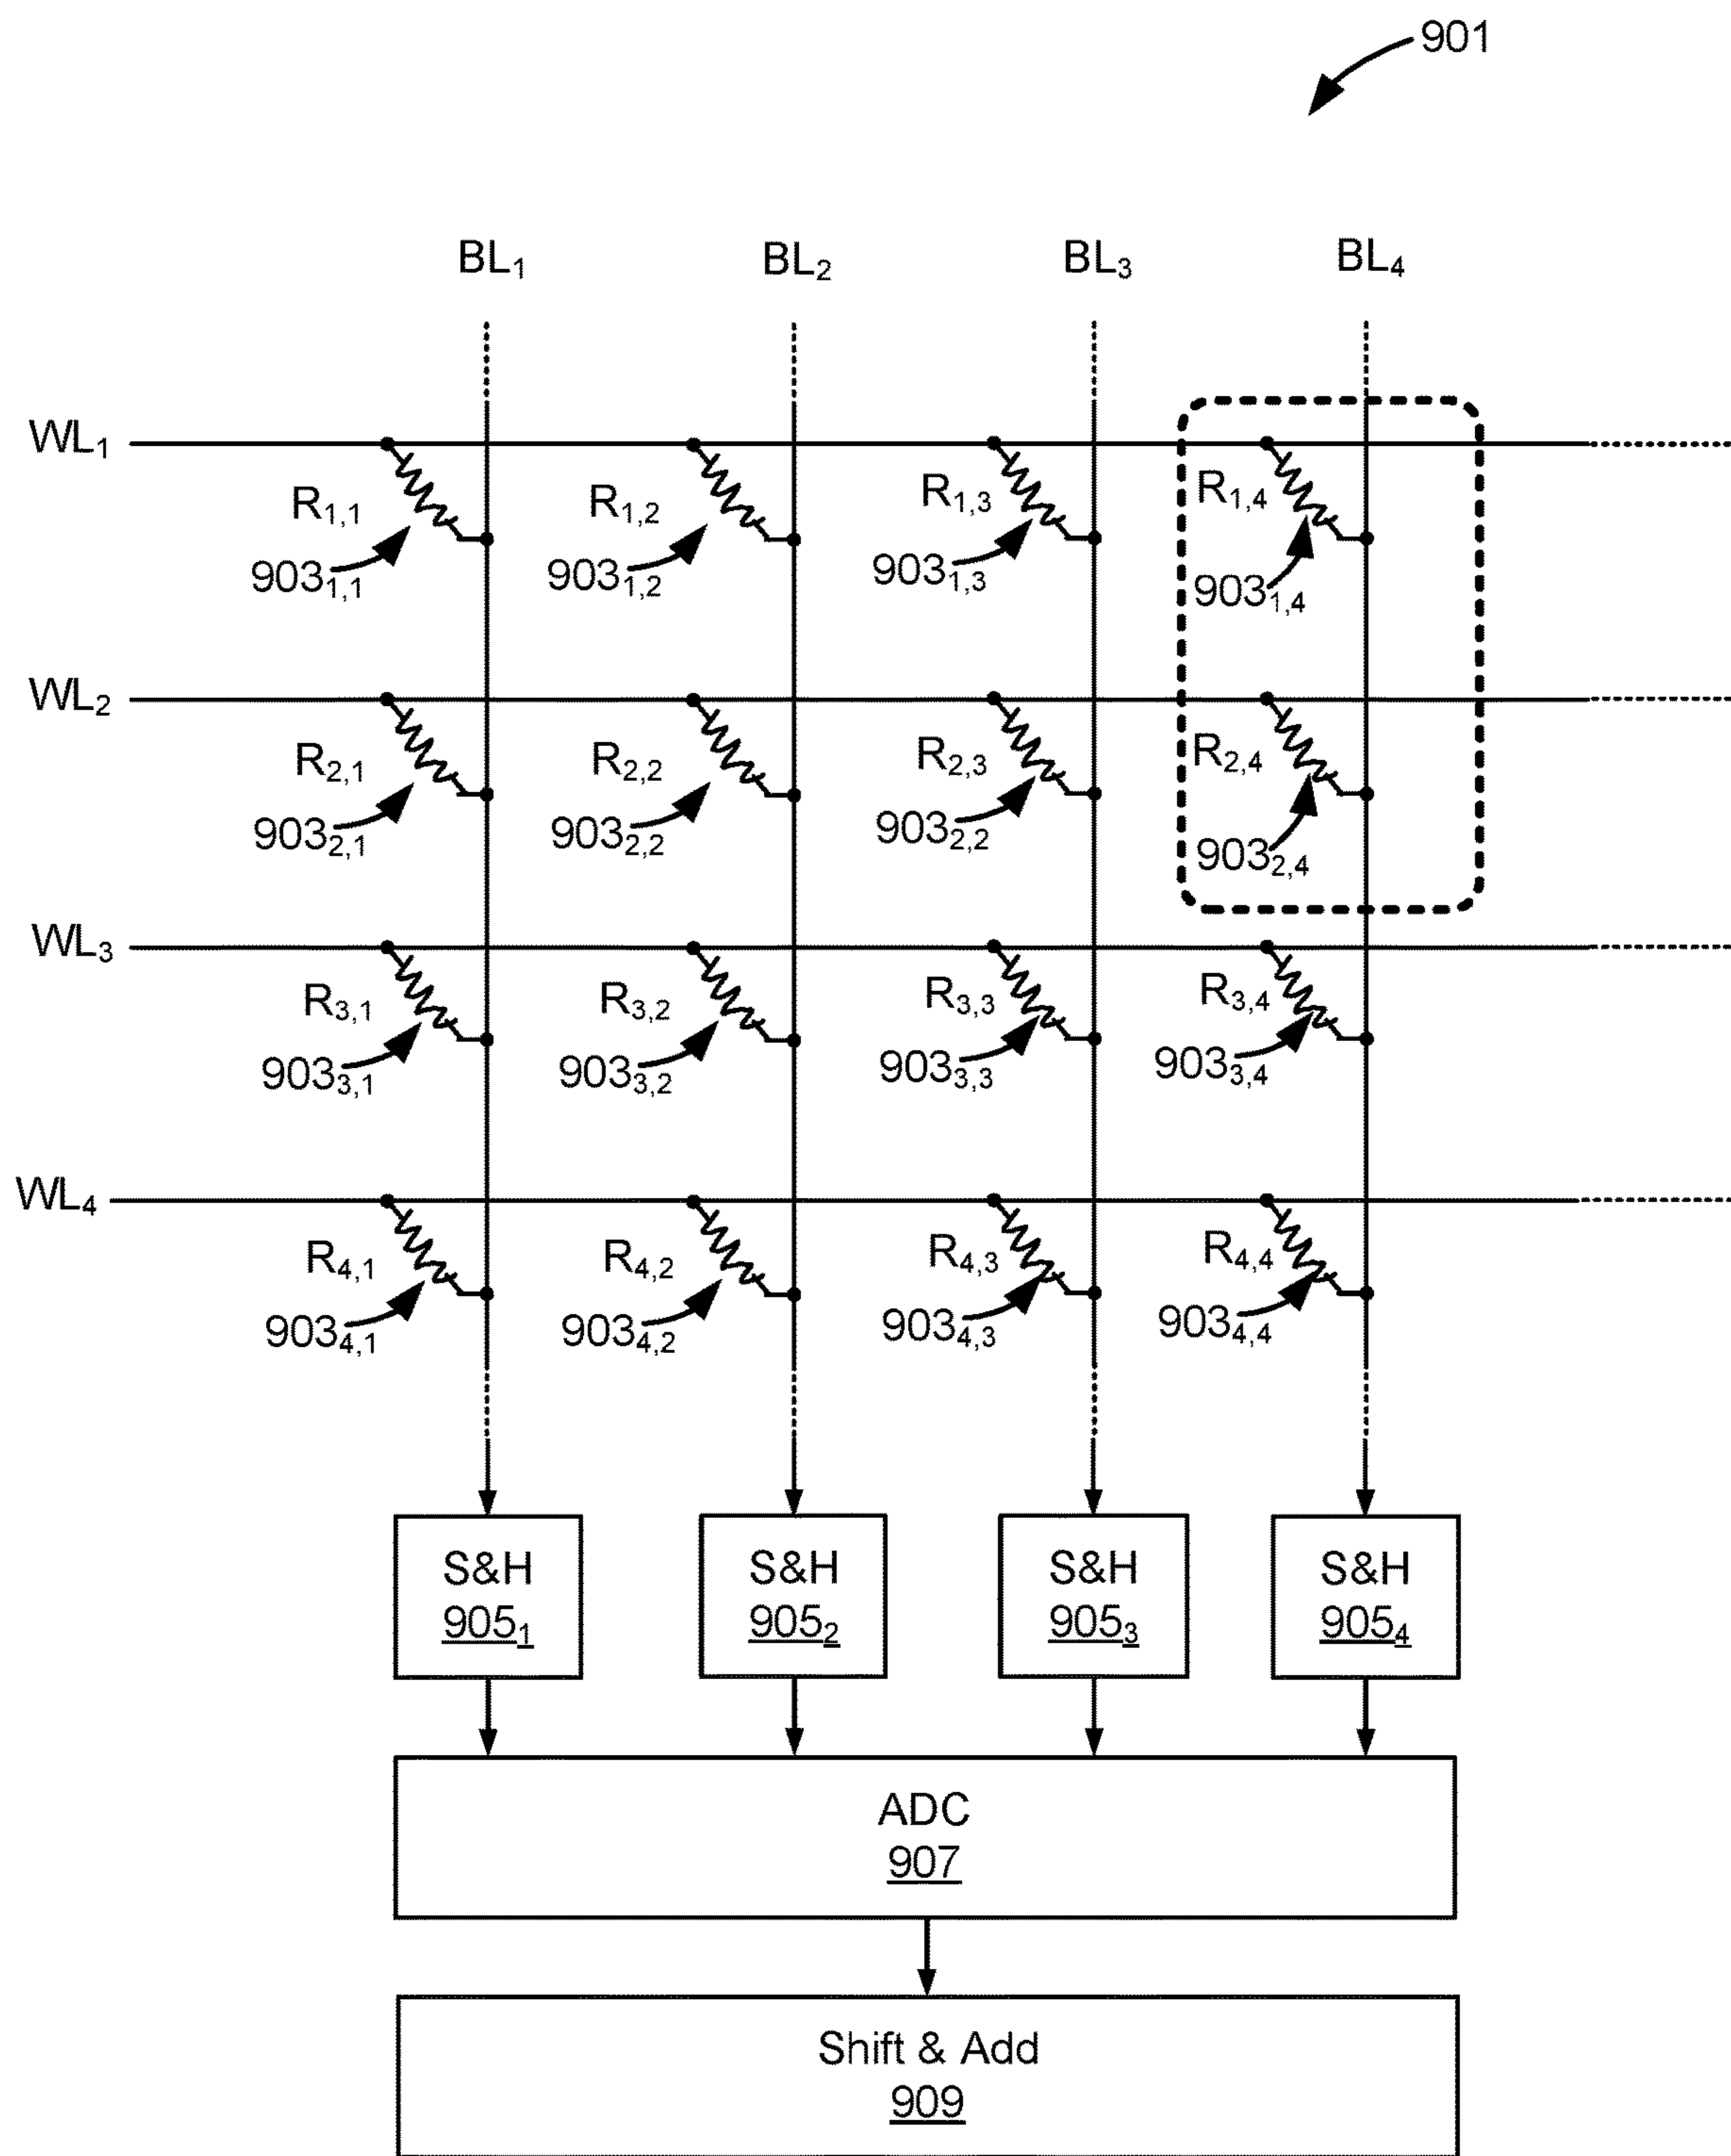 901
BL1 BL2 BL3 BL4
WL1
R1,1 R1,2 R1,3 R1,4
9031,1 9031,2 9031,3 9031,4
WL2
R2,1 R2,2 R2,3 R2,4
9032,1 9032,2 9032,2 9032,4
WL3
R3,1 R3,2 R3,3 R3,4
9033,1 9033,2 9033,3 9033,4
WL4
R4,1 R4,2 R4,3 R4,4
9034,1 9034,2 9034,3 9034,4
S&H S&H S&H S&H
9051 9052 9053 9054
ADC
907
Shift & Add
909